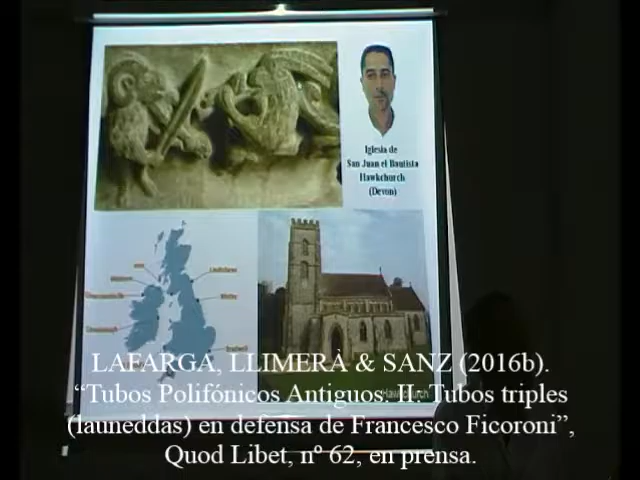 Iglesia de
San Juan el Bautista
Hawkchurch
(Devon)
Hawkchurch
LAFARGA, LLIMERÀ & SANZ (2016b).
“Tubos Polifónicos Antiguos. II. Tubos triples
(launeddas) en defensa de Francesco Ficoroni”,
Quod Libet, nº 62, en prensa.